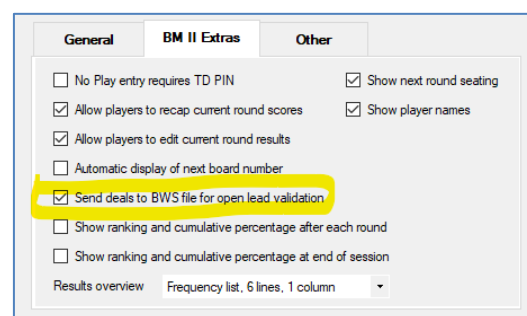 General BM II Extras Other
No Play entry requires TD PIN Show next round seating
Allow players to recap current round scores Show player names
Allow players to edit current round results
Automatic display of next board number
Send deals to BWS file for open lead validation
Show ranking and cumulative percentage after each round
Show ranking and cumulative percentage at end of session
Results overview Frequency list, 6 lines, 1 column